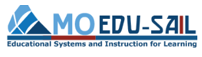 MO EDU-SAIL
Educational Systems and Instruction for Learning